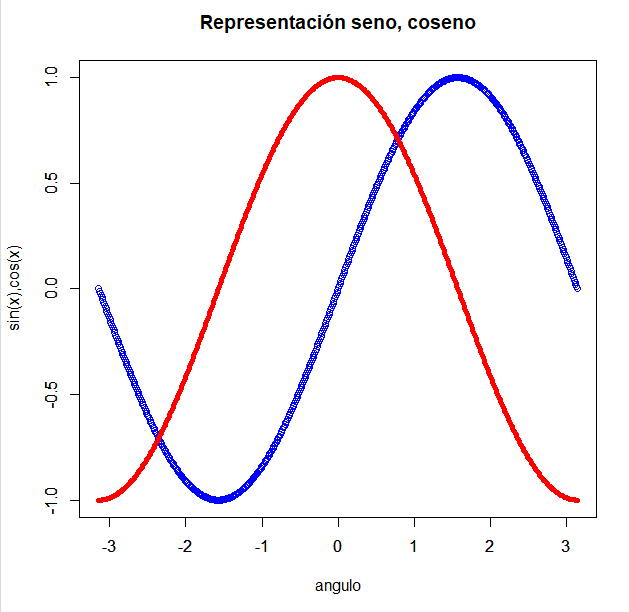 Representación seno, coseno
1.0
0.5
0.0
-0.5
-1.0
sin(x),cos(x)
-3 -2 -1 0 1 2 3
angulo